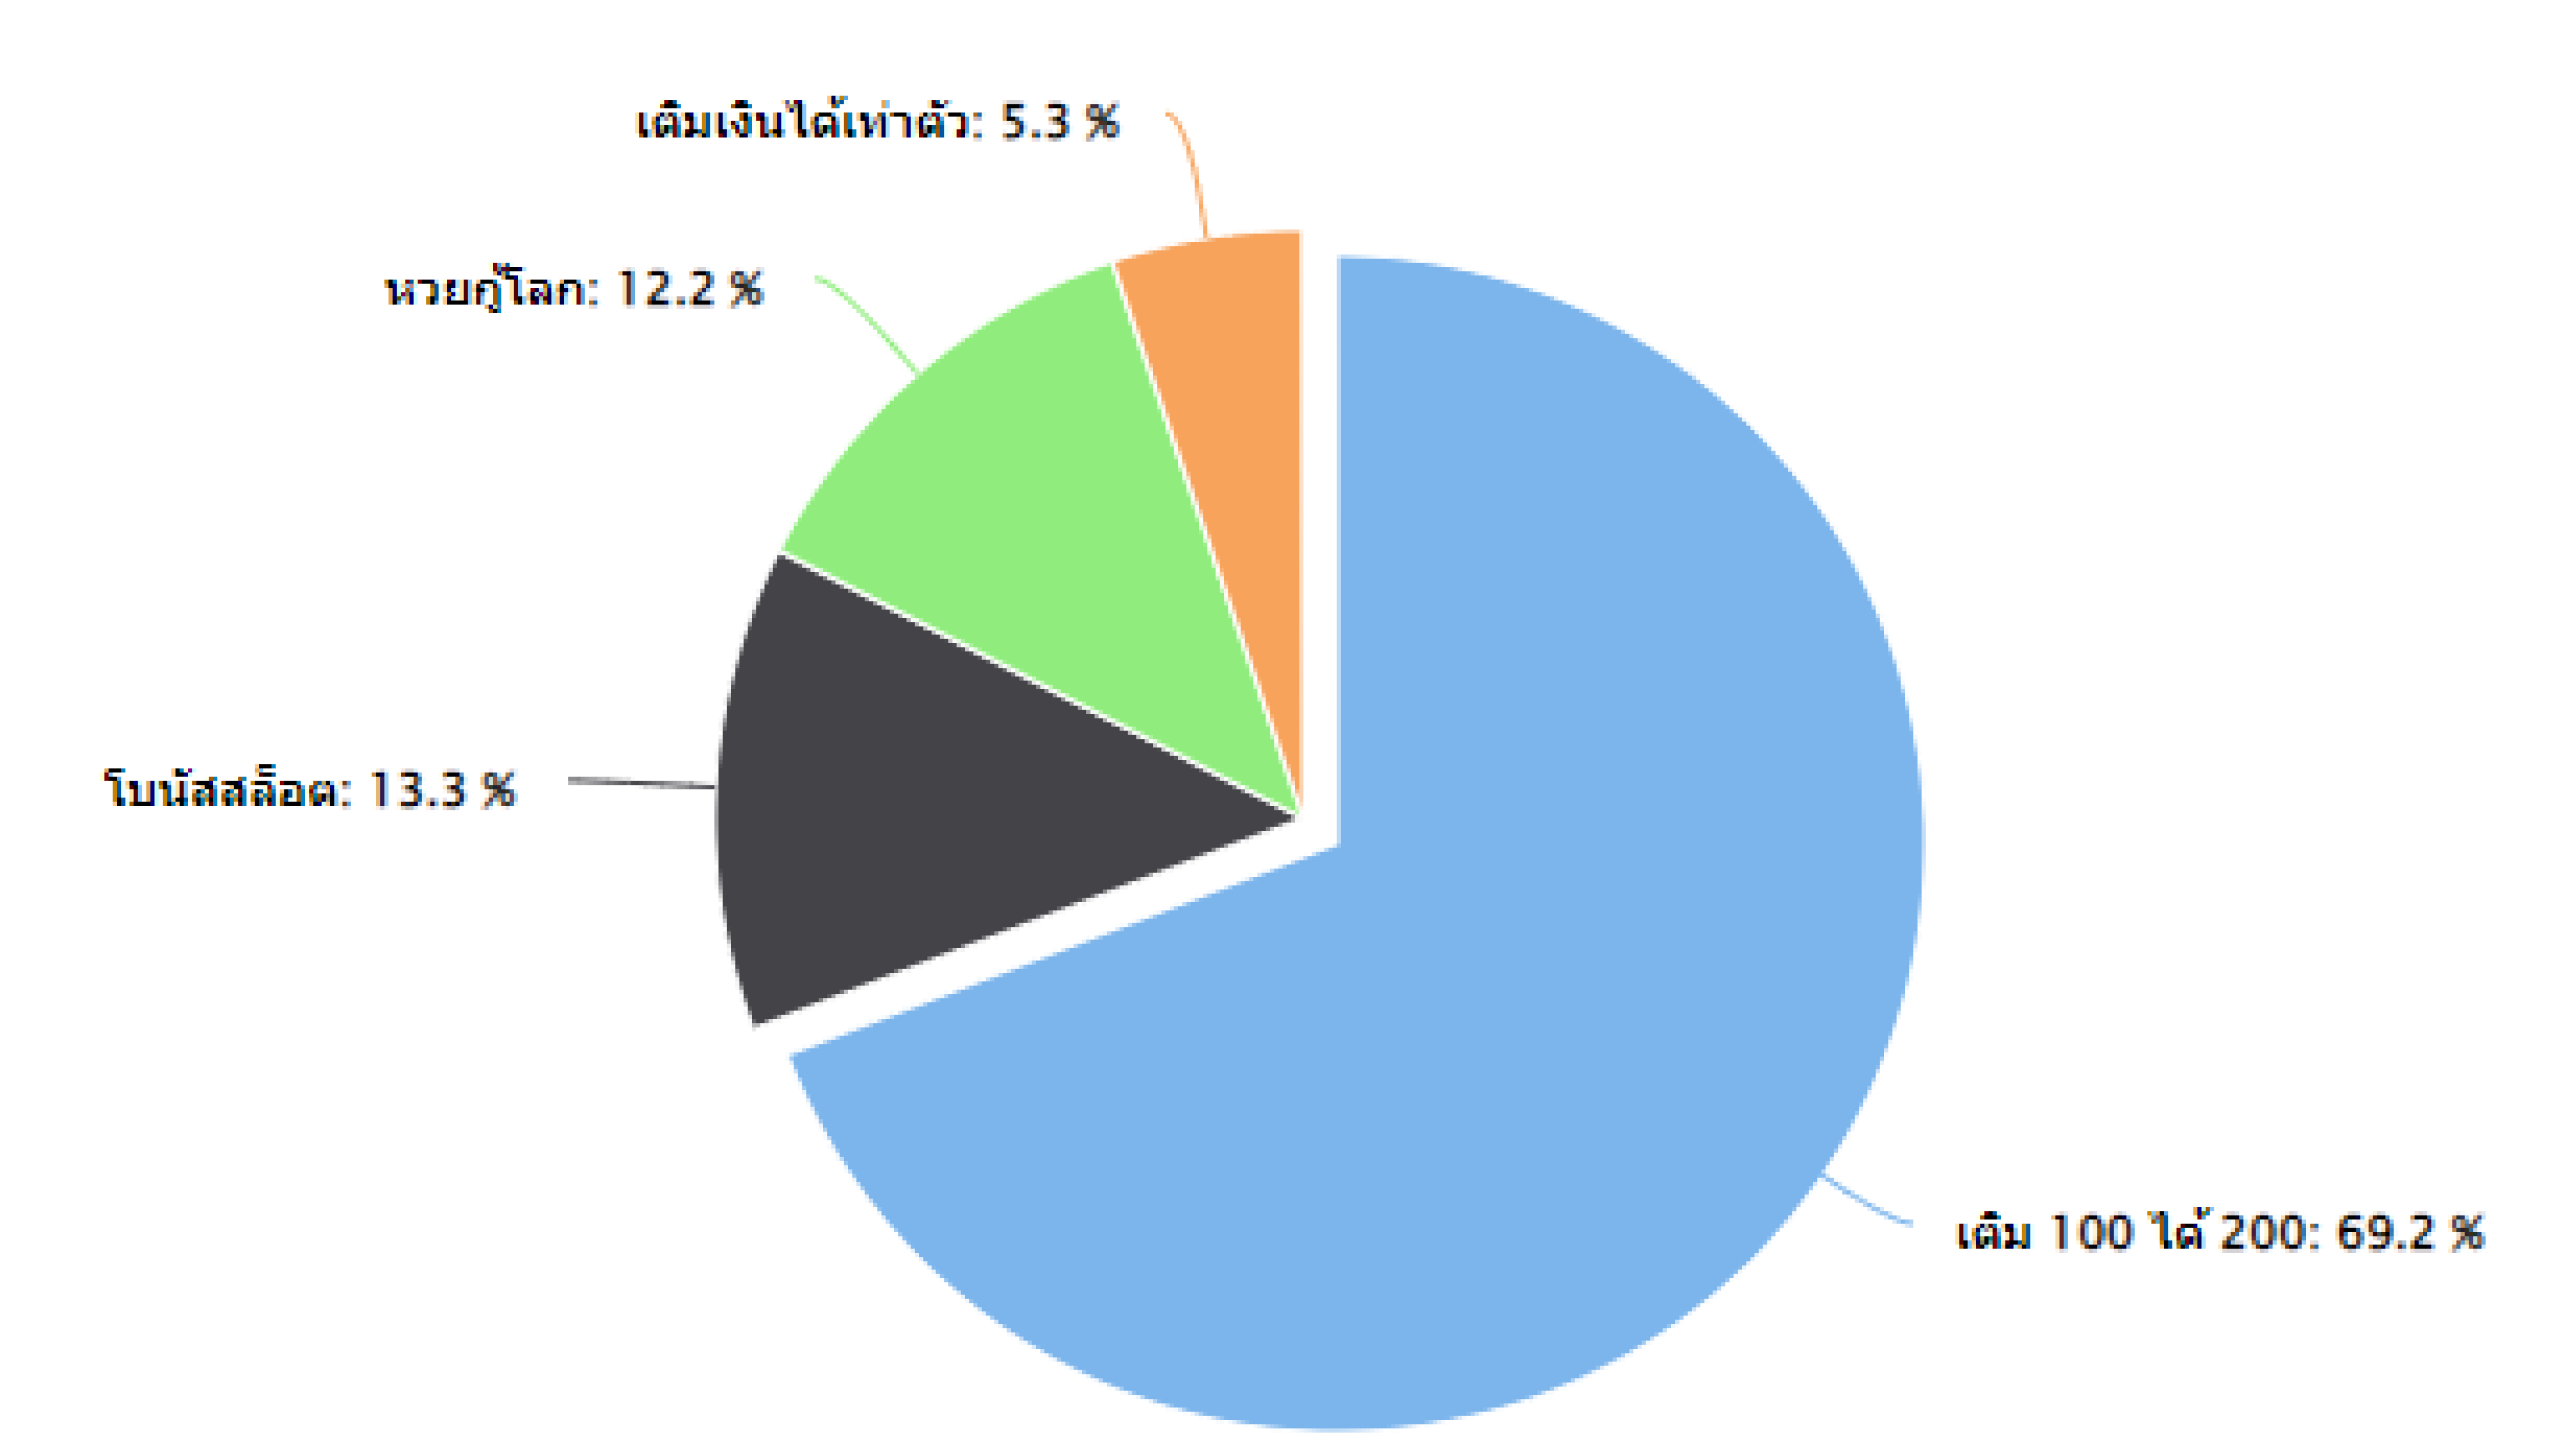 เติมเงินได้เท่าตัว: 5.3 %
หวยกู้โลก: 12.2 %
โบนัสสล็อต: 13.3 %
เติม 100 ได้ 200: 69.2 %